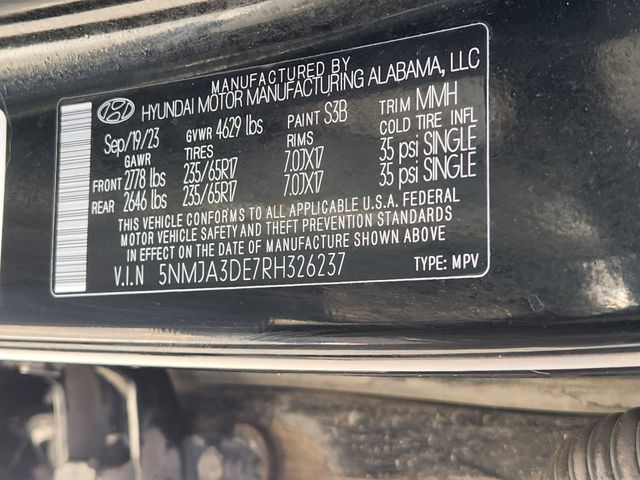 MANUFACTURED BY
HYUNDAI MOTOR MANUFACTURING ALABAMA, LLC
Sep/19/23 GVWR 4629 lbs PAINT S3B TRIM MMH
GAWR TIRES RIMS COLD TIRE INFL
FRONT 2778 lbs 235/65R17 7.0JX17 35 psi SINGLE
REAR 2646 lbs 235/65R17 7.0JX17 35 psi SINGLE
THIS VEHICLE CONFORMS TO ALL APPLICABLE U.S.A. FEDERAL
MOTOR VEHICLE SAFETY AND THEFT PREVENTION STANDARDS
IN EFFECT ON THE DATE OF MANUFACTURE SHOWN ABOVE
V.I.N 5NMJA3DE7RH326237 TYPE: MPV